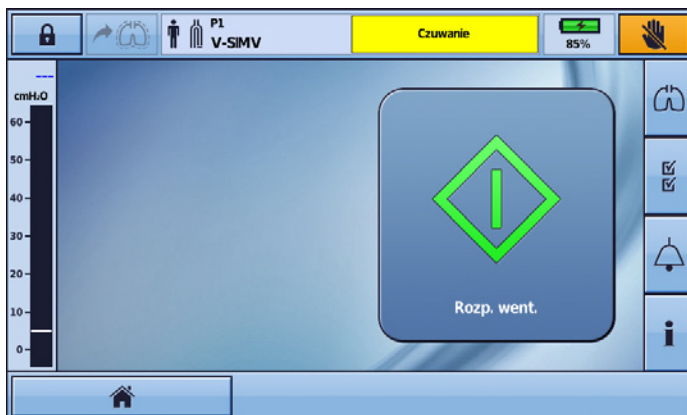 P1
V-SIMV
Czuwanie
85%
---
cmH₂O
60
50
40
30
20
10
0
Rozp. went.
i